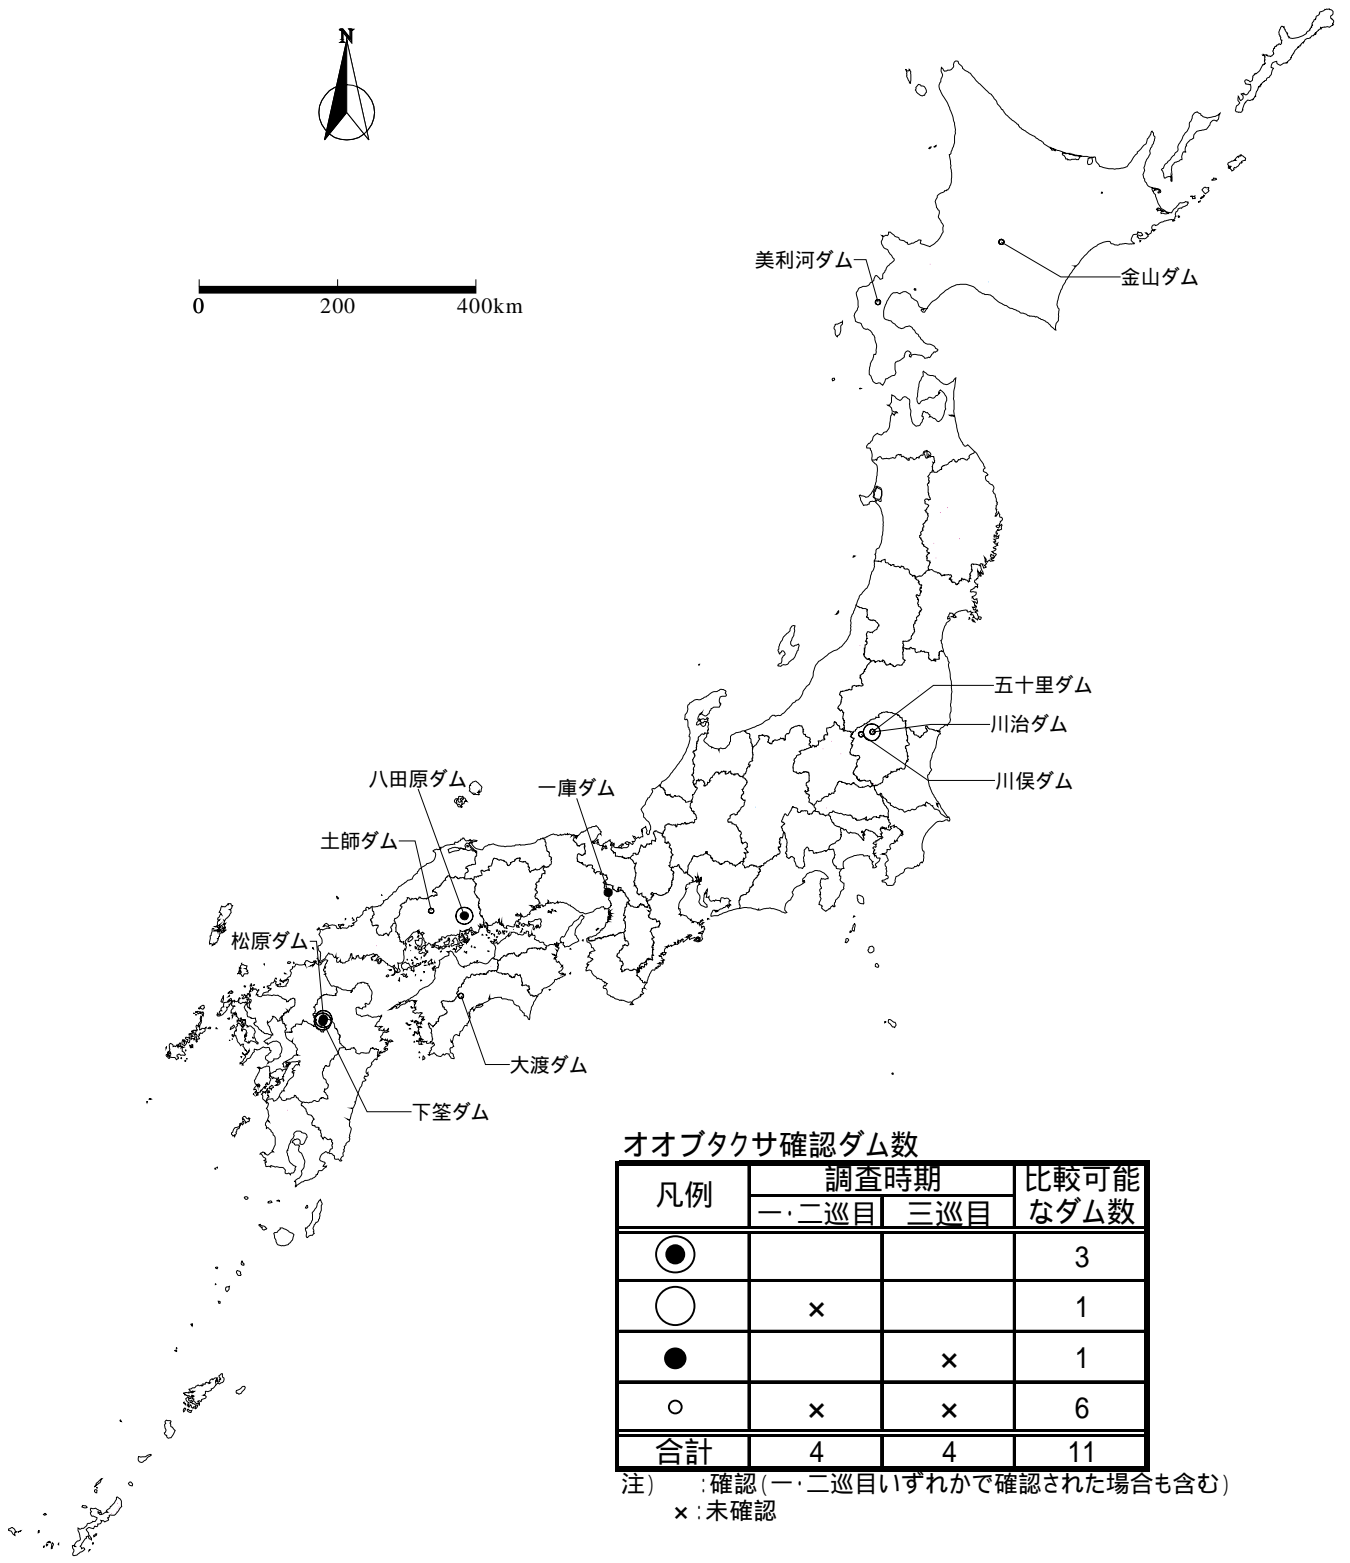 N
0 200 400km
美利河ダム
金山ダム
五十里ダム
川治ダム
川俣ダム
八田原ダム
一庫ダム
土師ダム
松原ダム
大渡ダム
下筌ダム
オオブタクサ確認ダム数
凡例 調査時期 比較可能
一・二巡目 三巡目 なダム数
3
× 1
× 1
× × 6
合計 4 4 11
注) :確認(一・二巡目いずれかで確認された場合も含む)
×:未確認